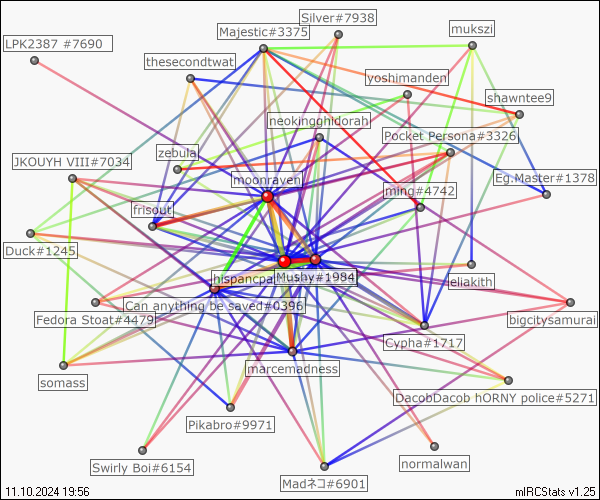 Silver#7938
Majestic#3375
mukszi
LPK2387 #7690
thesecondtwat
yoshimanden
shawntee9
neokingghidorah
Pocket Persona#3326
zebulal
JKOUYH VIII#7034
moonraven
Eg.Master#1378
ming#4742
frisout
Duck#1245
Mushy#1984
hispancpa
eliakith
Can anything be saved#0396
Fedora Stoat#4479
bigcitysamurai
Cypha#1717
marcemadness
somass
DacobDacob hORNY police#5271
Pikabro#9971
Swirly Boi#6154
normalwan
Madネコ#6901
11.10.2024 19:56
mIRCStats v1.25